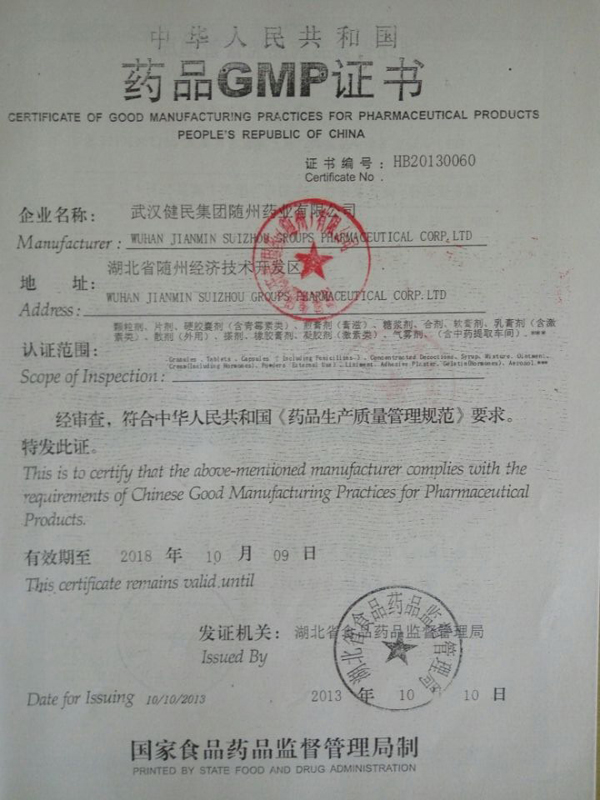 中华人民共和国
药品GMP证书
CERTIFICATE OF GOOD MANUFACTURING PRACTICES FOR PHARMACEUTICAL PRODUCTS
PEOPLE'S REPUBLIC OF CHINA
证书编号: HB20130060
Certificate No .
企业名称: 武汉健民集团随州药业有限公司
Manufacturer : WUHAN JIANMIN SUIZHOU GROUPS PHARMACEUTICAL CORP.LTD
地 址: 湖北省随州经济技术开发区
Address : WUHAN JIANMIN SUIZHOU GROUPS PHARMACEUTICAL CORP.LTD
颗粒剂、片剂、硬胶囊剂(含青霉素类)、煎膏剂(膏滋)、糖浆剂、合剂、软膏剂、乳膏剂(含激
素类)、散剂(外用)、搽剂、橡胶膏剂、凝胶剂(激素类)、气雾剂、(含中药提取车间)。***
认证范围:
Granules, Tablets, Capsules ( Including Penicillins ), Concentrated Decoctions, Syrup, Mixture, Ointment,
Cream(Including Hormones), Powders (External Use), Liniment, Adhesive Plaster, Gelatin(Hormones), Aerosol ***
Scope of Inspection :
经审查，符合中华人民共和国《药品生产质量管理规范》要求。
特发此证。
This is to certify that the above-mentioned manufacturer complies with the
requirements of Chinese Good Manufacturing Practices for Pharmaceutical
Products.
有效期至 2018 年 10 月 09 日
This certificate remains valid until
发证机关: 湖北省食品药品监督管理局
Issued By
湖北省食品药品监督管理局
Date for Issuing 10/10/2013 2013 年 10 月 10 日
国家食品药品监督管理局制
PRINTED BY STATE FOOD AND DRUG ADMINISTRATION